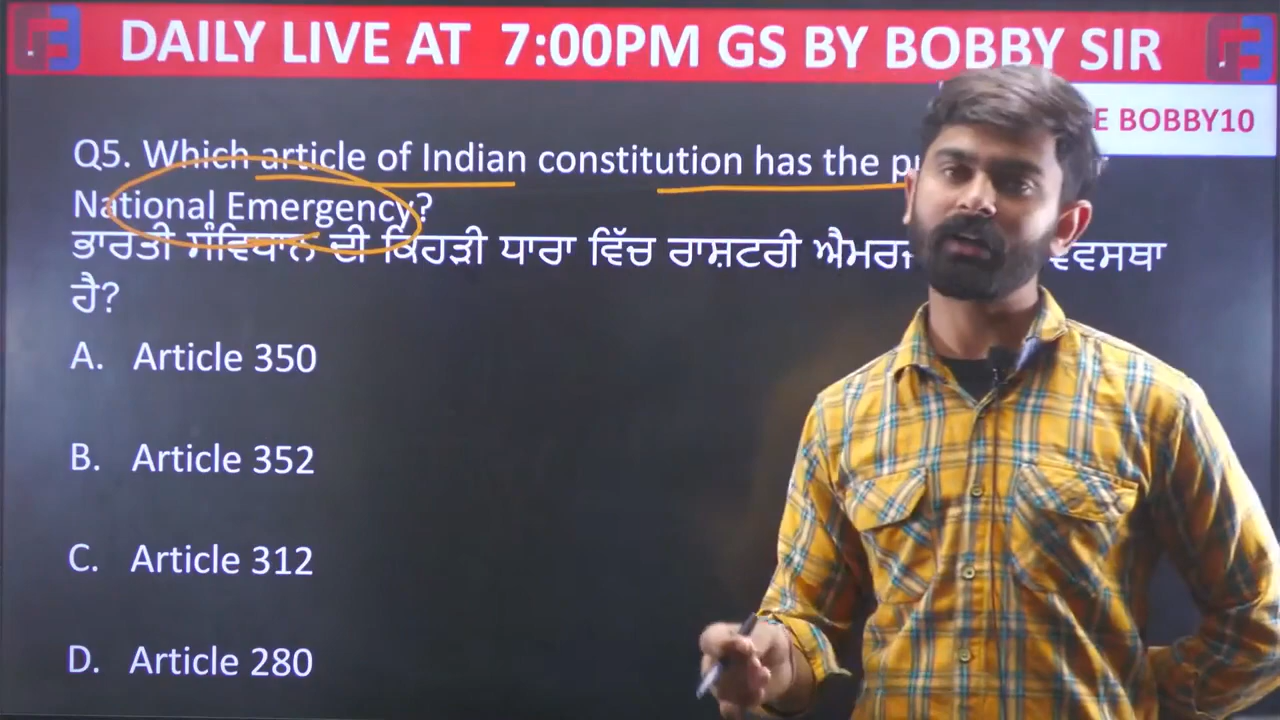 DAILY LIVE AT 7:00PM GS BY BOBBY SIR
BOBBY10
Q5. Which article of Indian constitution has the
National Emergency?
ਭਾਰਤੀ ਸੰਵਿਧਾਨ ਦੀ ਕਿਹੜੀ ਧਾਰਾ ਵਿੱਚ ਰਾਸ਼ਟਰੀ
ਹੈ?
A. Article 350
B. Article 352
C. Article 312
D. Article 280